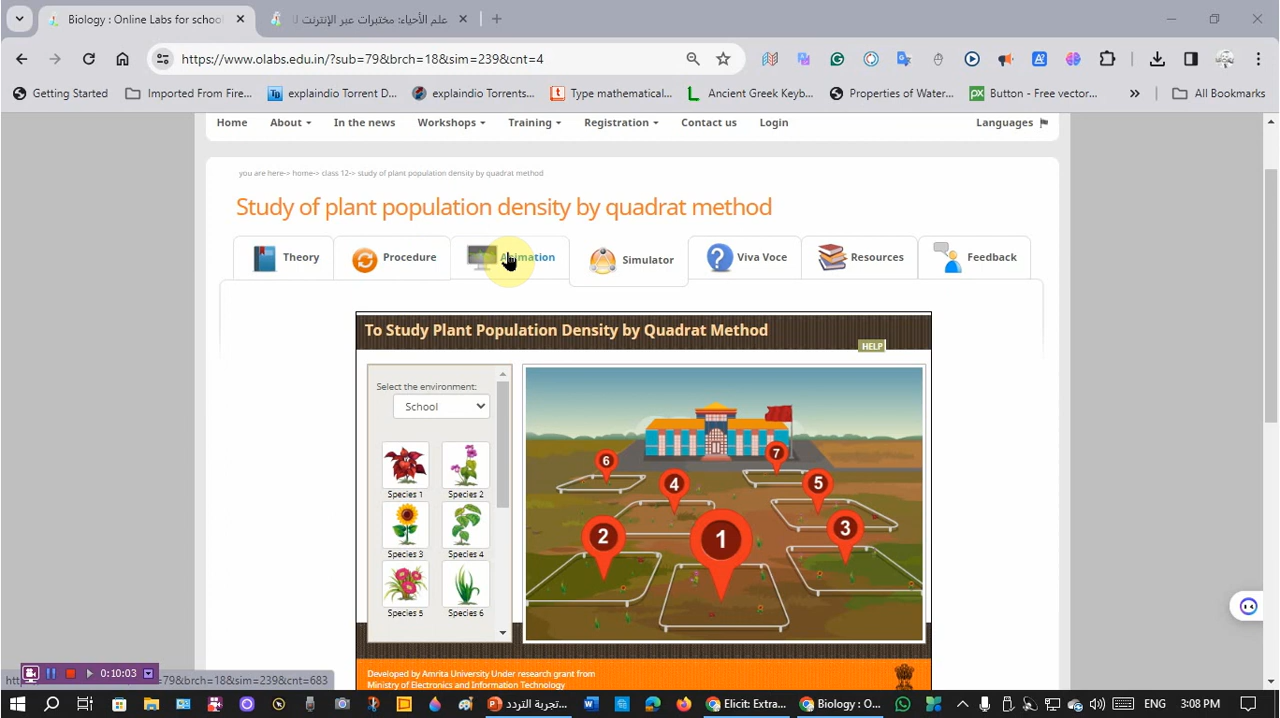 Biology : Online Labs for school
علم الأحياء: مختبرات عبر الإنترنت
https://www.olabs.edu.in/?sub=79&brch=18&sim=239&cnt=4
Getting Started
Imported From Fire...
explaindio Torrent D...
explaindio Torrents...
Type mathematical...
Ancient Greek Keyb...
Properties of Water...
Button - Free vector...
All Bookmarks
Home
About
In the news
Workshops
Training
Registration
Contact us
Login
Languages
you are here-> home-> class 12-> study of plant population density by quadrat method
Study of plant population density by quadrat method
Theory
Procedure
Animation
Simulator
Viva Voce
Resources
Feedback
To Study Plant Population Density by Quadrat Method
HELP
Select the environment:
School
Species 1
Species 2
Species 3
Species 4
Species 5
Species 6
6
7
4
5
2
1
3
Developed by Amrita University Under research grant from
Ministry of Electronics and Information Technology
0:10:03
=79&brch=18&sim=239&cnt=683
تجربة التردد...
Elicit: Extra...
Biology : O...
ENG
3:08 PM